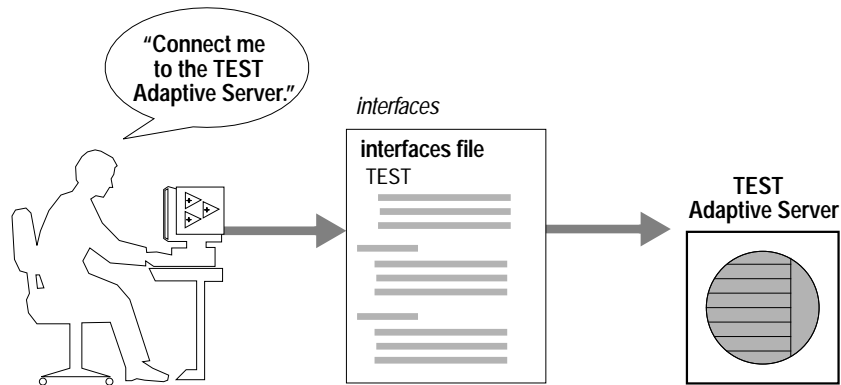 “Connect me
to the TEST
Adaptive Server.”
interfaces
interfaces file
TEST
TEST
Adaptive Server